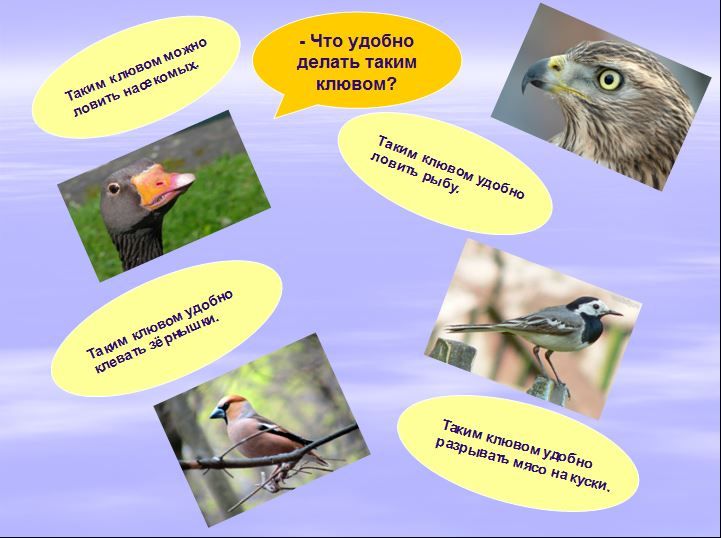 Таким клювом можно
ловить насекомых.
- Что удобно
делать таким
клювом?
Таким клювом удобно
ловить рыбу.
Таким клювом удобно
клевать зёрнышки.
Таким клювом удобно
разрывать мясо на куски.